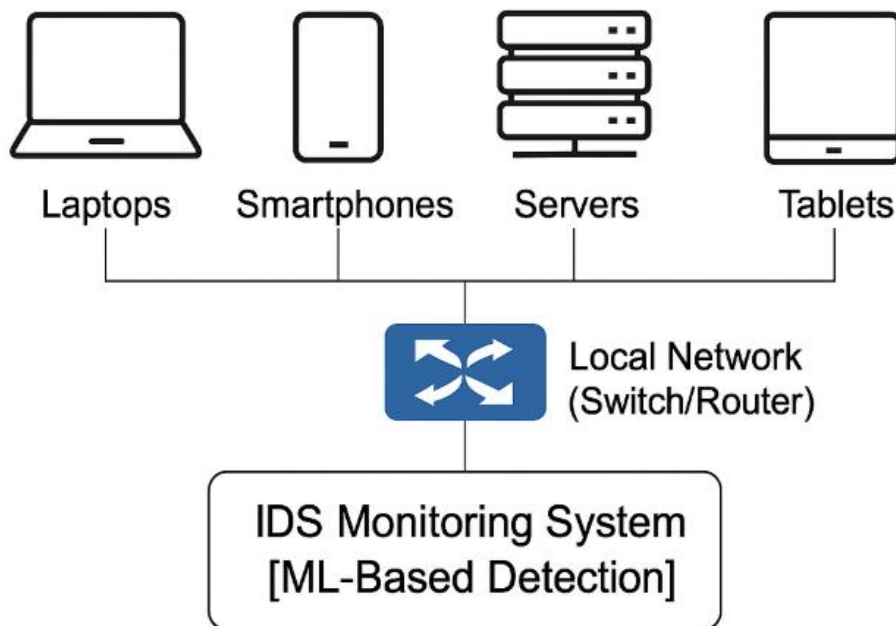 Laptops
Smartphones
Servers
Tablets
Local Network
(Switch/Router)
IDS Monitoring System
[ML-Based Detection]